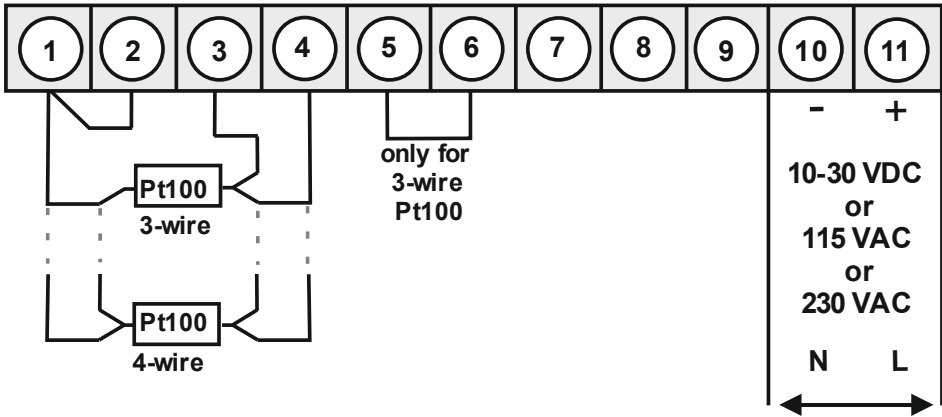 1 2 3 4 5 6 7 8 9 10 11
- +
only for
3-wire
Pt100
Pt100
3-wire
10-30 VDC
or
115 VAC
or
230 VAC
Pt100
4-wire
N L